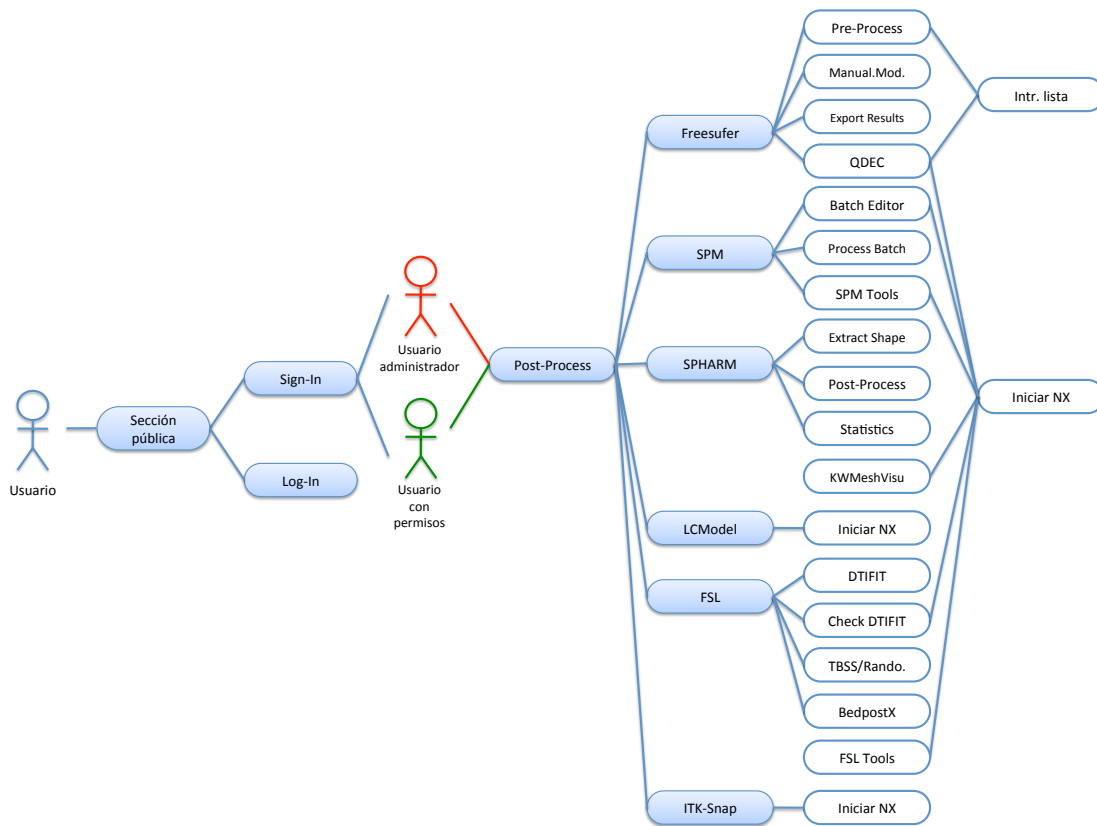 Usuario
Sección
pública
Sign-In
Log-In
Usuario
administrador
Usuario
con
permisos
Post-Process
Freesufer
SPM
SPHARM
LCModel
FSL
ITK-Snap
Pre-Process
Manual.Mod.
Export Results
QDEC
Batch Editor
Process Batch
SPM Tools
Extract Shape
Post-Process
Statistics
KWMeshVisu
Iniciar NX
DTIFIT
Check DTIFIT
TBSS/Rando.
BedpostX
FSL Tools
Iniciar NX
Intr. lista
Iniciar NX